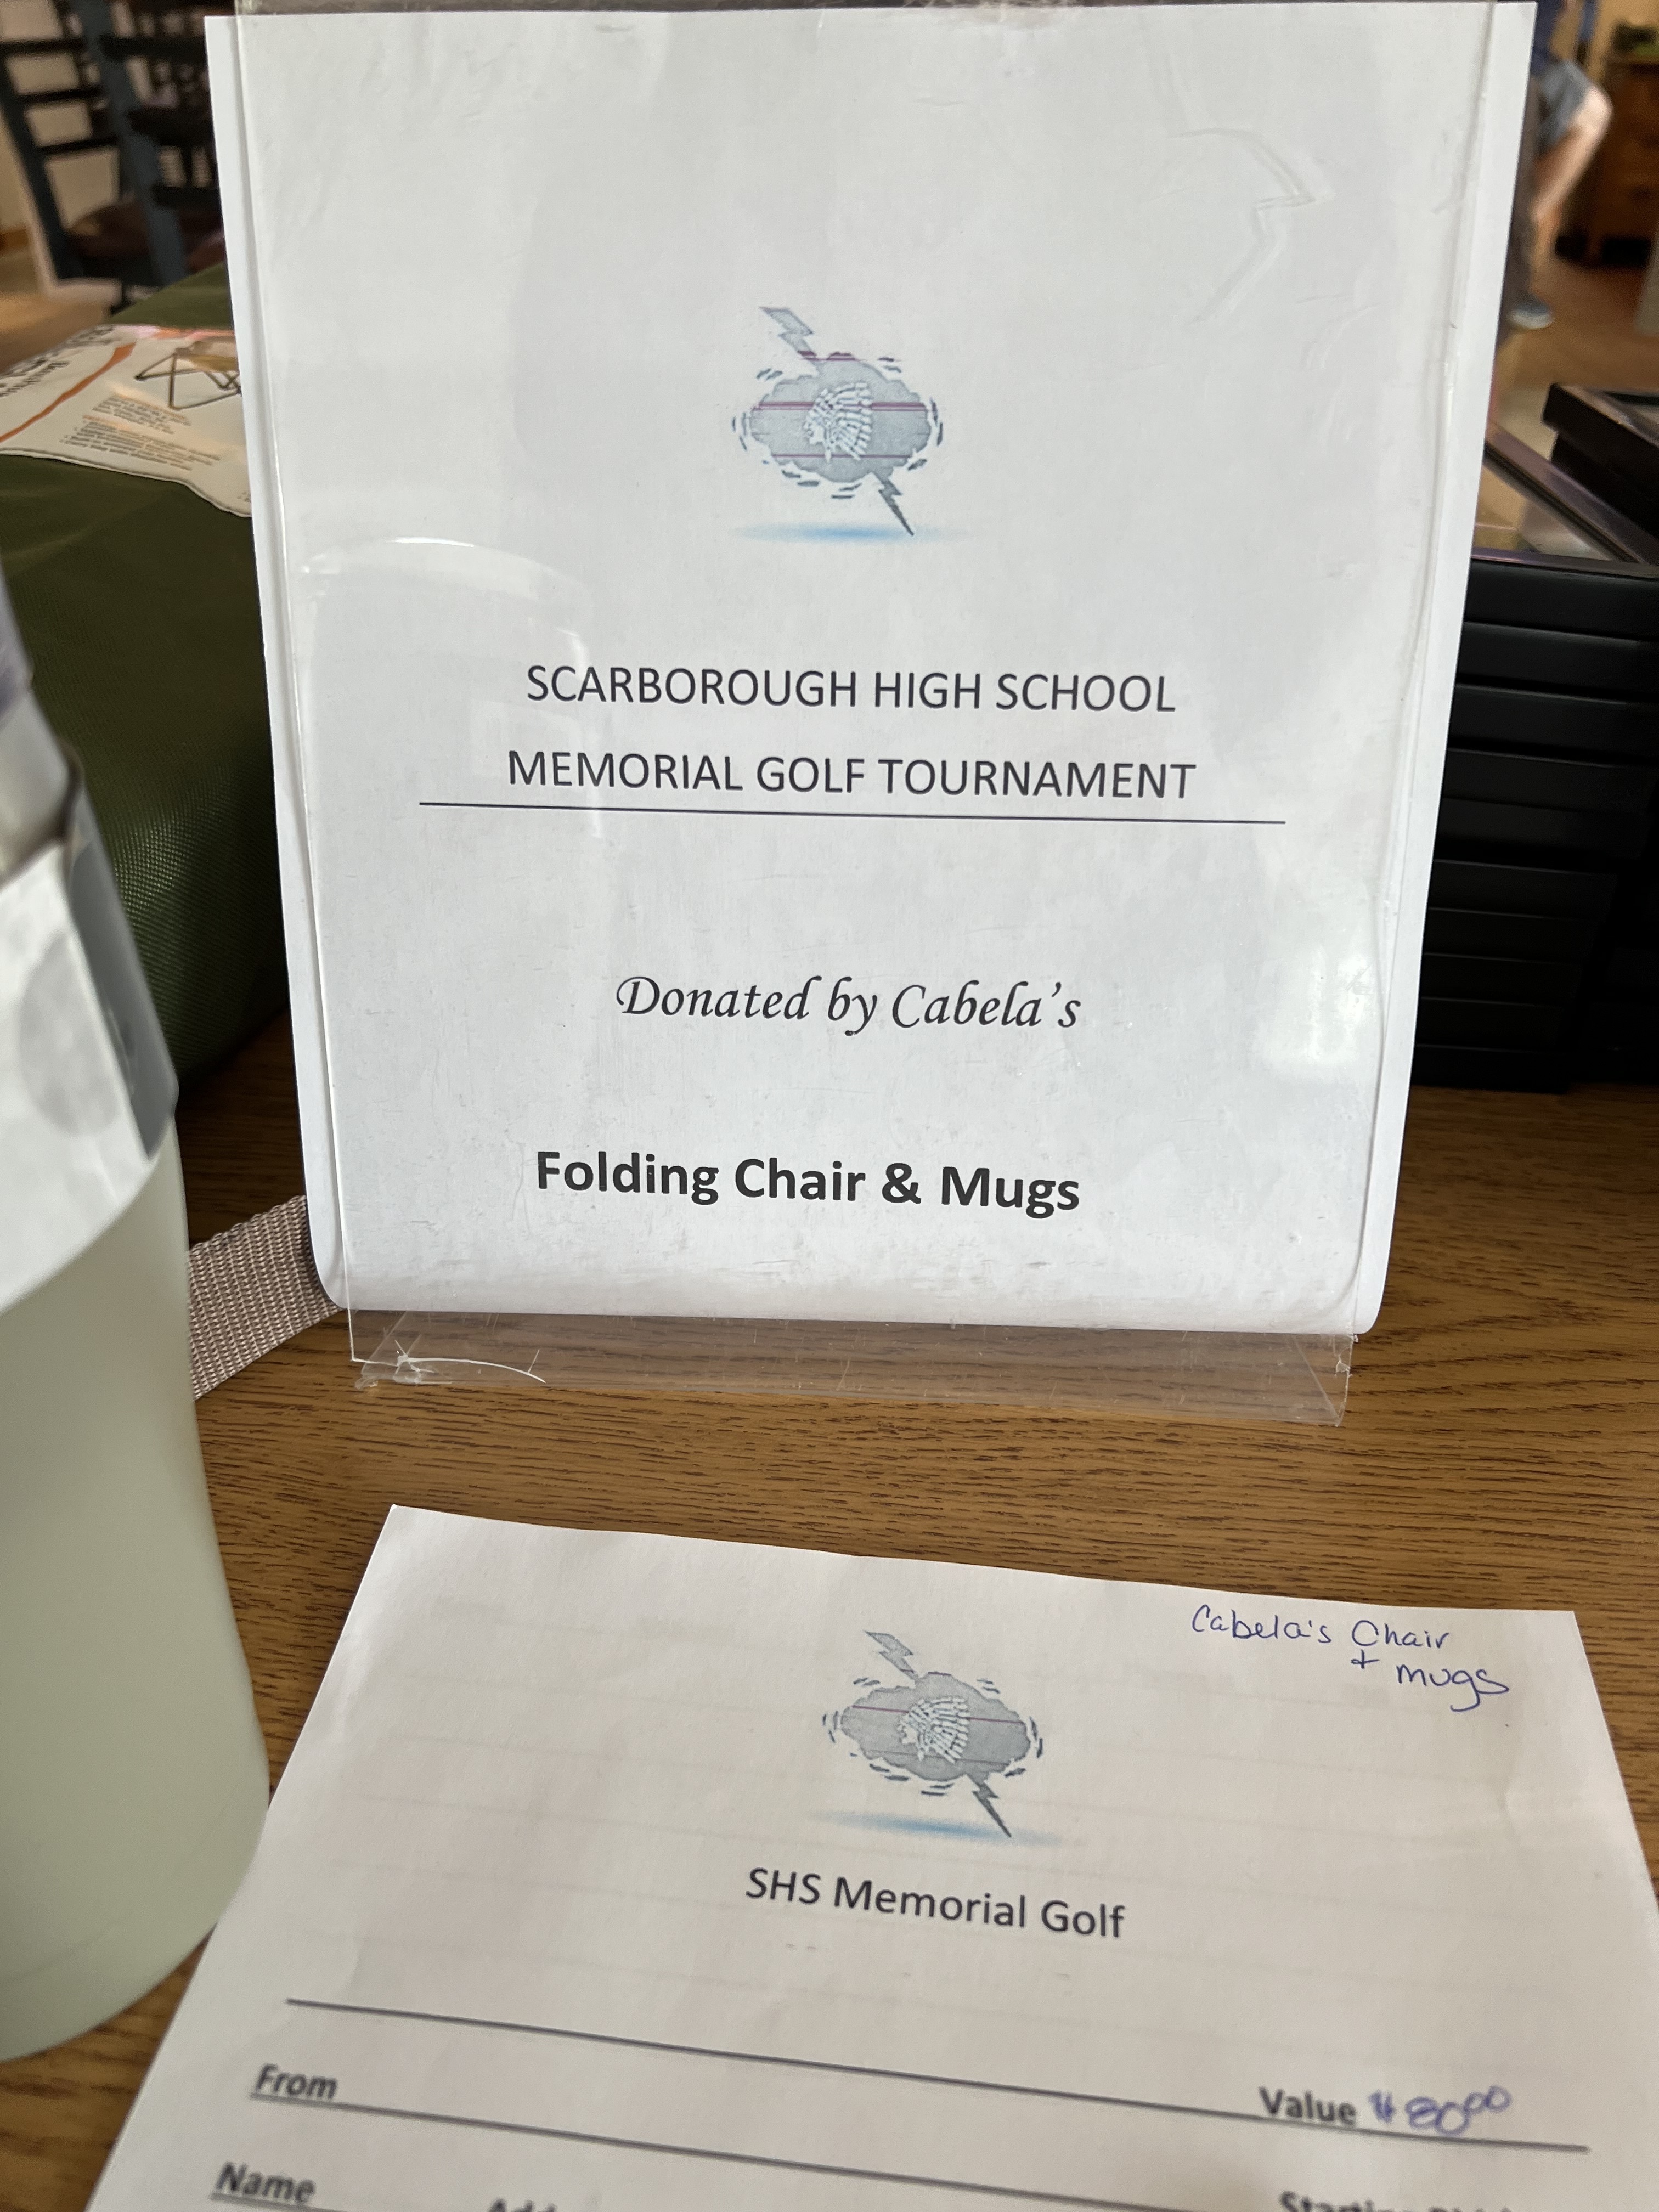 SCARBOROUGH HIGH SCHOOL
MEMORIAL GOLF TOURNAMENT
Donated by Cabela's
Folding Chair & Mugs
Cabela's Chair
+ mugs
SHS Memorial Golf
From Value $80.00
Name